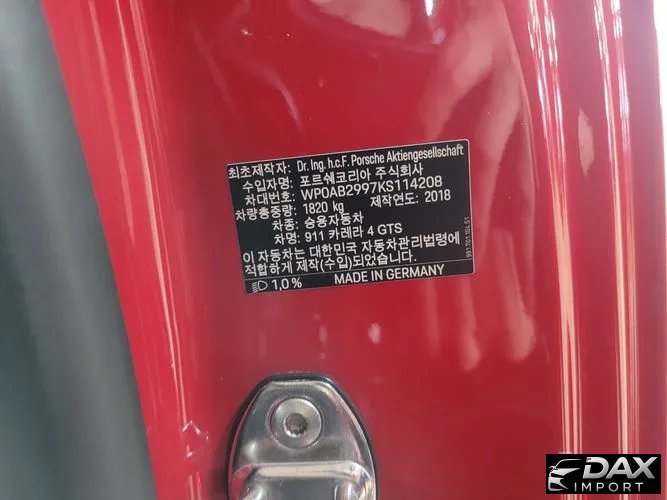 최초제작자: Dr. Ing. h.c.F. Porsche Aktiengesellschaft
수입자명: 포르쉐코리아 주식회사
차대번호: WP0AB2997KS114208
차량총중량: 1820 kg 제작연도: 2018
차종: 승용자동차
차명: 911 카레라 4 GTS
이 자동차는 대한민국 자동차관리법령에
적합하게 제작(수입)되었습니다.
1,0% MADE IN GERMANY
991 701 104 51
DAX
IMPORT